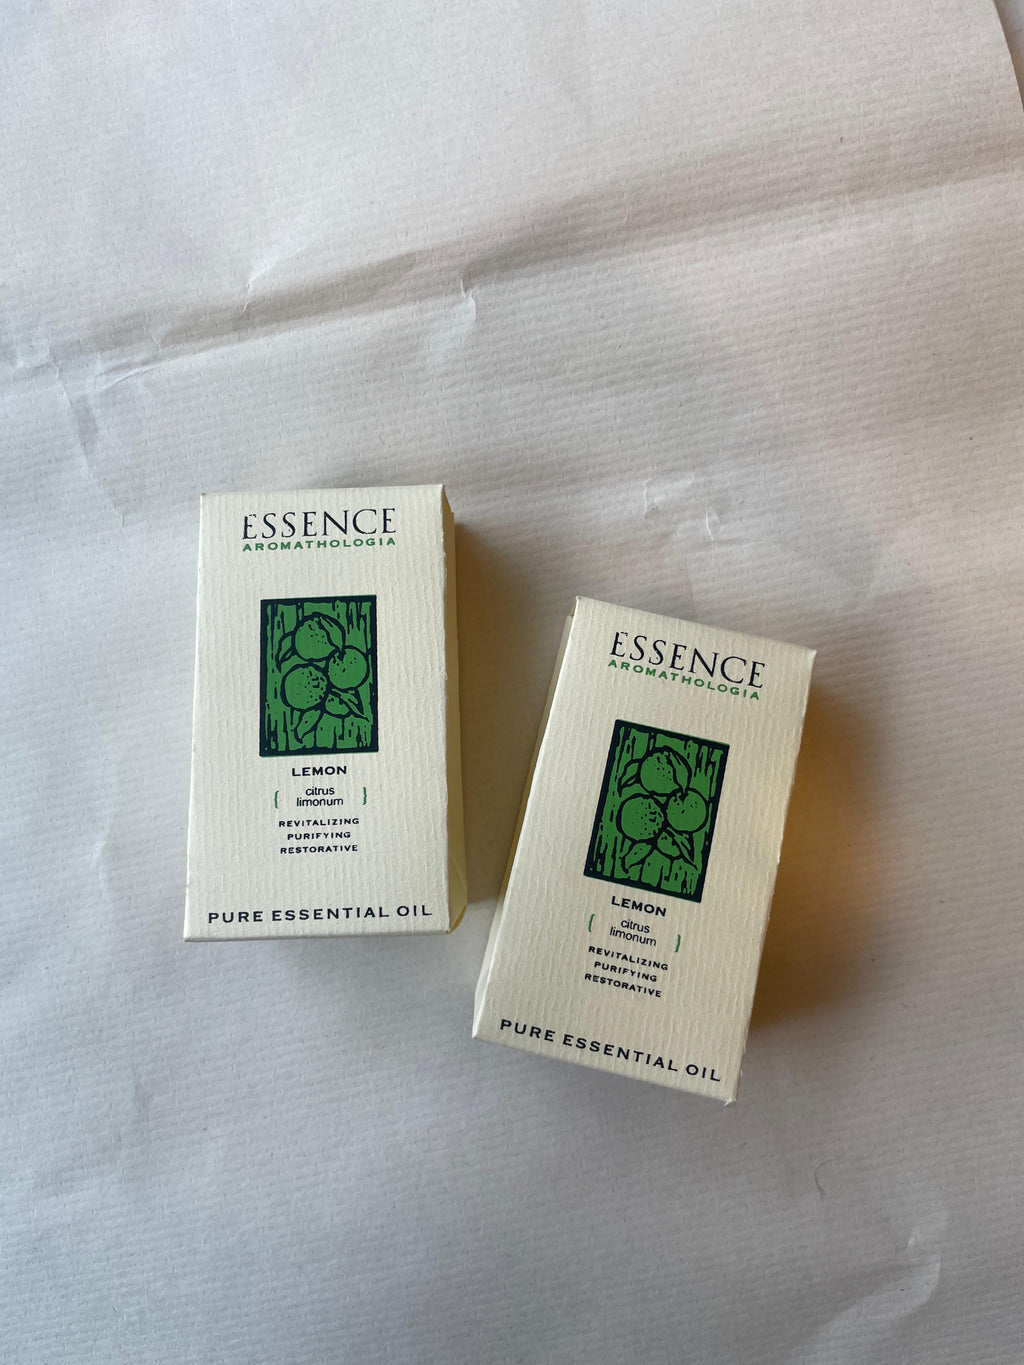 ESSENCE
AROMATHOLOGIA
LEMON
{ citrus }
limonum
REVITALIZING
PURIFYING
RESTORATIVE
PURE ESSENTIAL OIL
ESSENCE
AROMATHOLOGIA
LEMON
{ citrus }
limonum
REVITALIZING
PURIFYING
RESTORATIVE
PURE ESSENTIAL OIL